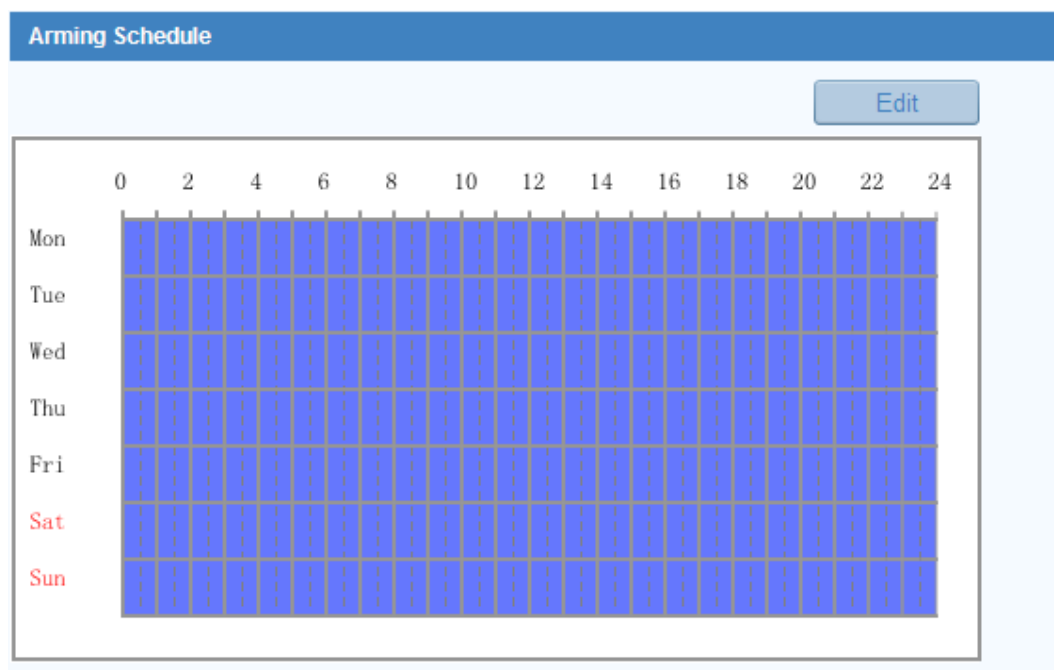 Arming Schedule
Edit
0 2 4 6 8 10 12 14 16 18 20 22 24
Mon
Tue
Wed
Thu
Fri
Sat
Sun